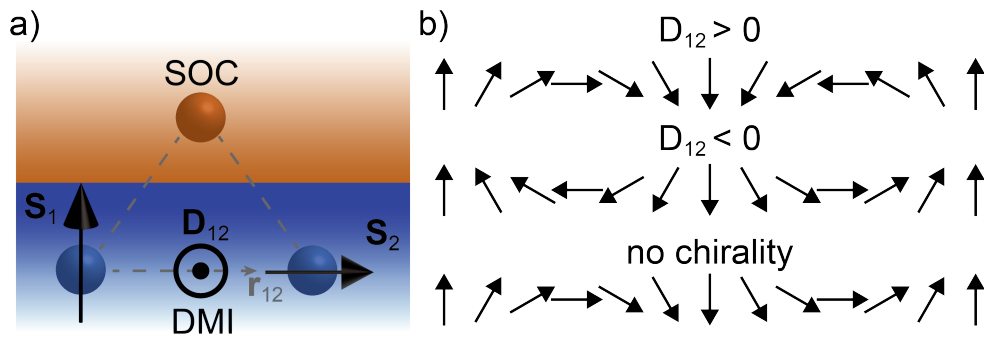 a)
SOC
S₁
D₁₂
S₂
r₁₂
DMI
b)
D₁₂ > 0
D₁₂ < 0
no chirality